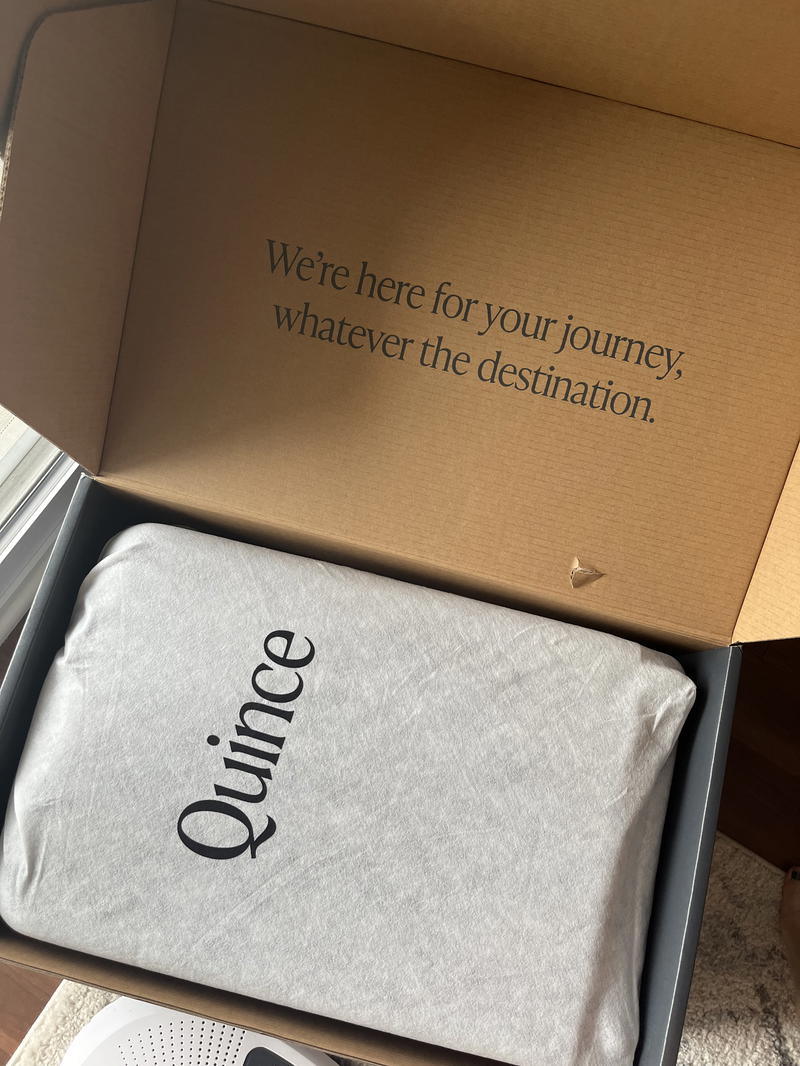 We're here for your journey,
whatever the destination.
Quince